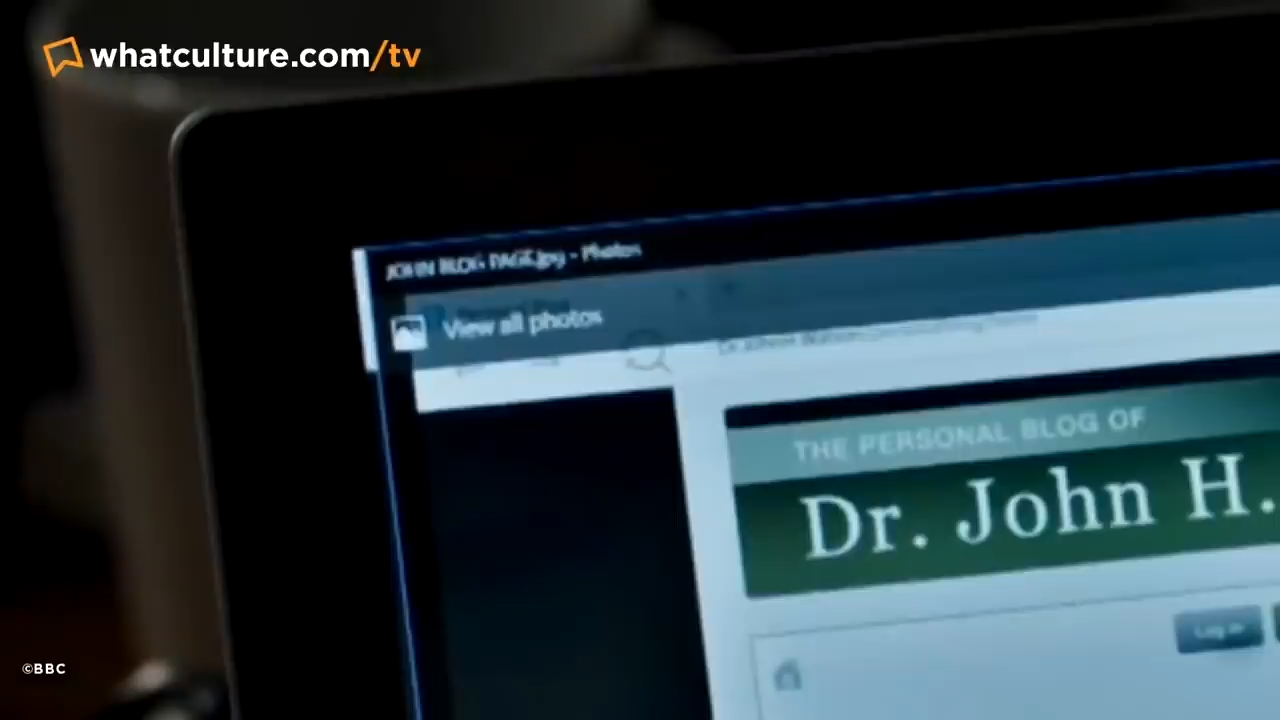 whatculture.com/tv
JOHN BLOG PAGE.jpg - Photos
View all photos
THE PERSONAL BLOG OF
Dr. John H.
Log in
©BBC